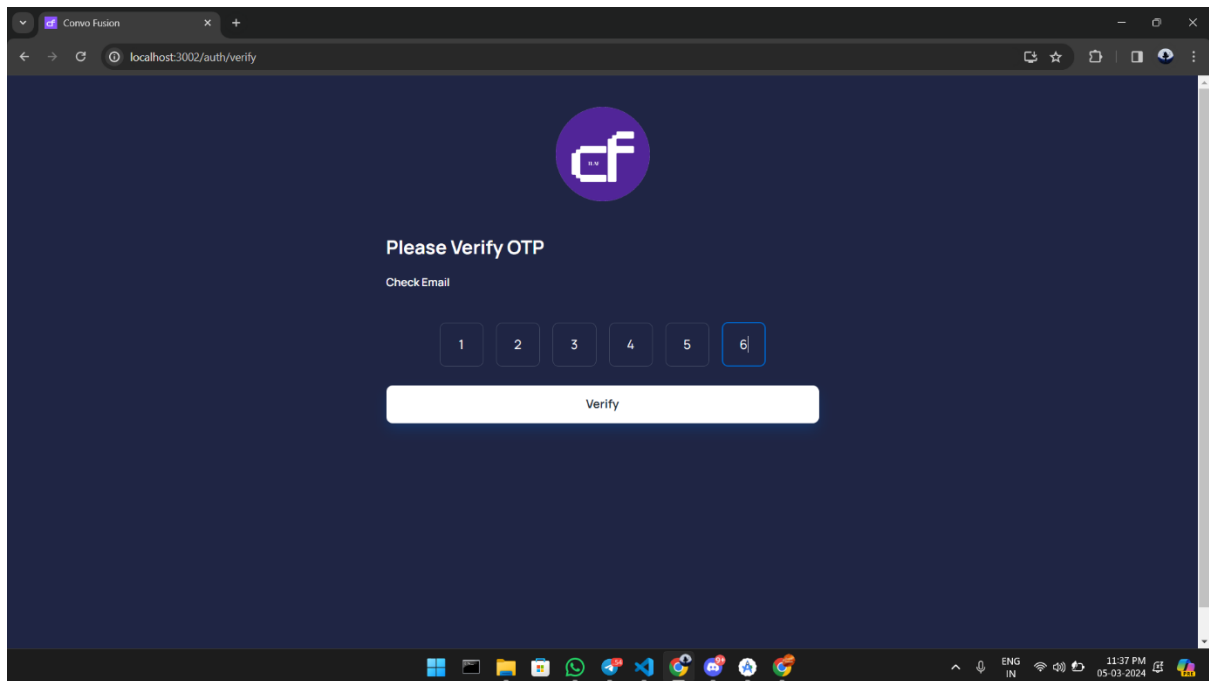 cf Convo Fusion
localhost:3002/auth/verify
cf
Please Verify OTP
Check Email
1 2 3 4 5 6
Verify
ENG
IN
11:37 PM
05-03-2024